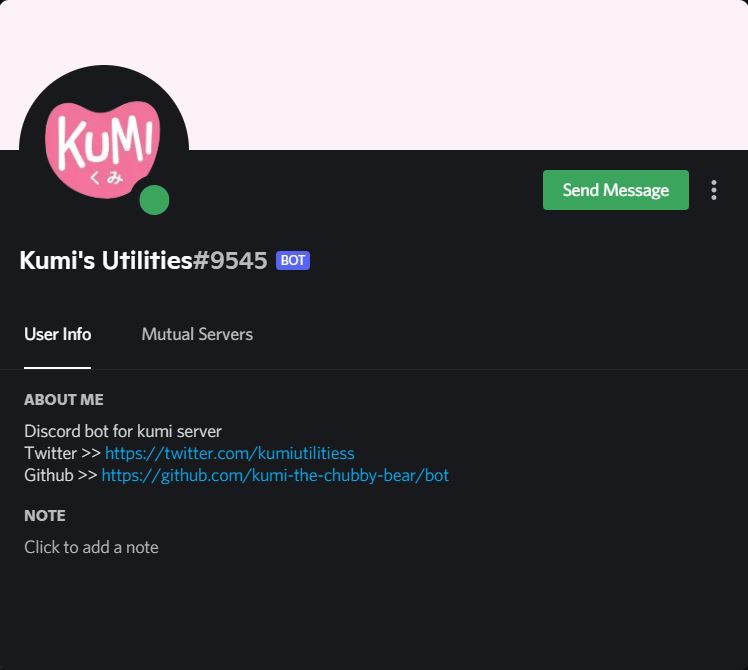 KUMI
くみ
Send Message
Kumi's Utilities#9545 BOT
User Info Mutual Servers
ABOUT ME
Discord bot for kumi server
Twitter >> https://twitter.com/kumiutilitiess
Github >> https://github.com/kumi-the-chubby-bear/bot
NOTE
Click to add a note